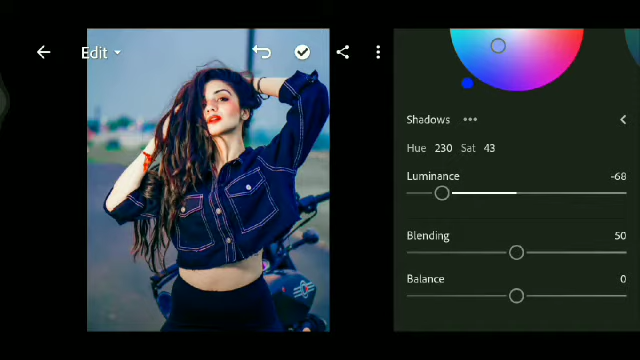 Edit
Shadows
Hue 230 Sat 43
Luminance -68
Blending 50
Balance 0